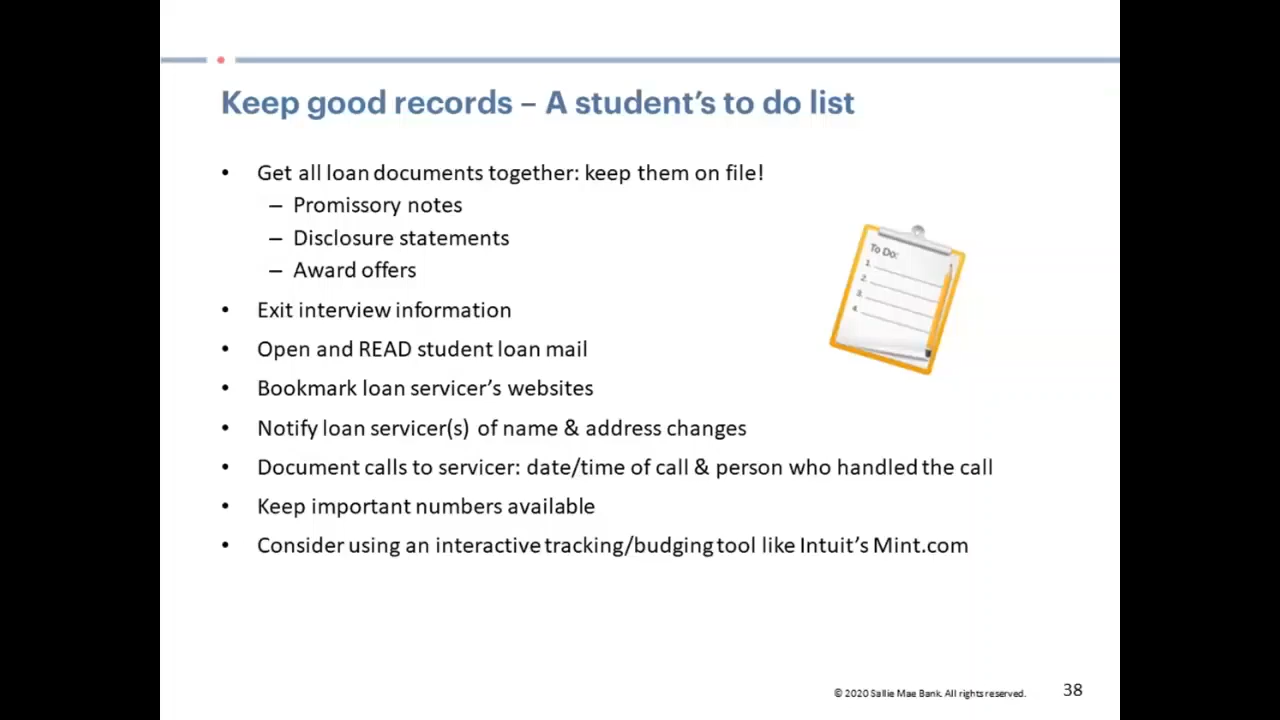 Keep good records – A student's to do list
• Get all loan documents together: keep them on file!
– Promissory notes
– Disclosure statements
– Award offers
To Do:
1.
2.
3.
4.
• Exit interview information
• Open and READ student loan mail
• Bookmark loan servicer's websites
• Notify loan servicer(s) of name & address changes
• Document calls to servicer: date/time of call & person who handled the call
• Keep important numbers available
• Consider using an interactive tracking/budging tool like Intuit's Mint.com
© 2020 Sallie Mae Bank. All rights reserved.
38